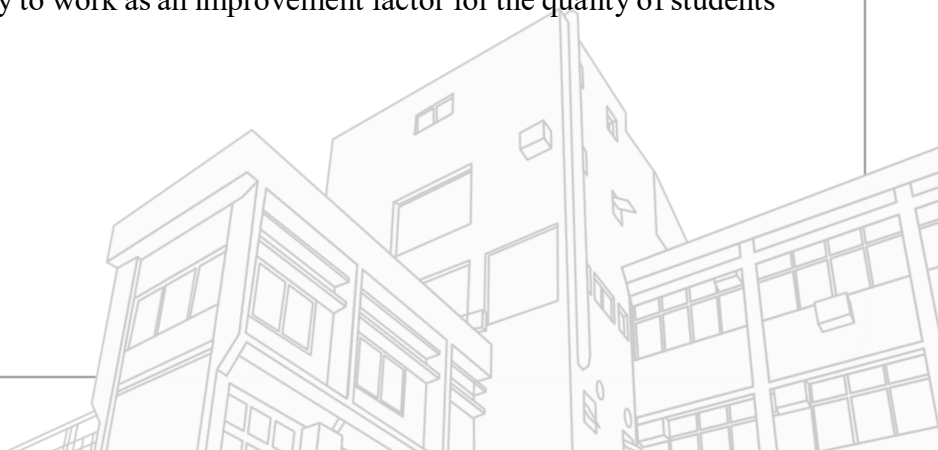 y to work as an improvement factor for the quality of students